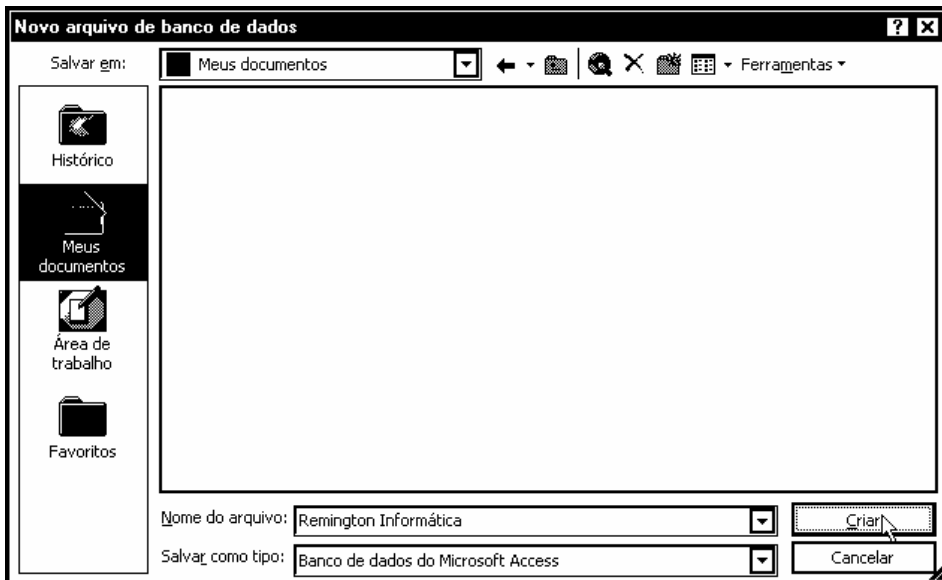 Novo arquivo de banco de dados
Salvar em: Meus documentos Ferramentas
Histórico
Meus
documentos
Área de
trabalho
Favoritos
Nome do arquivo: Remington Informática Criar
Salvar como tipo: Banco de dados do Microsoft Access Cancelar